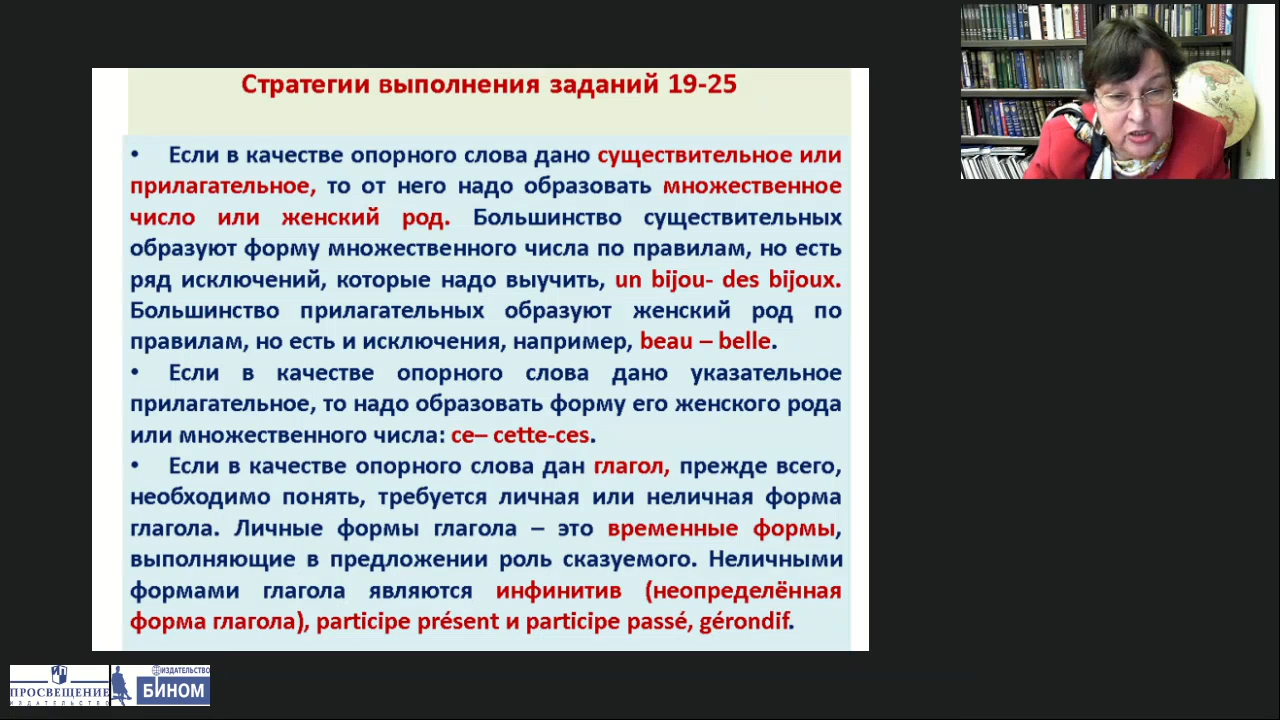 Стратегии выполнения заданий 19-25
• Если в качестве опорного слова дано существительное или
прилагательное, то от него надо образовать множественное
число или женский род. Большинство существительных
образуют форму множественного числа по правилам, но есть
ряд исключений, которые надо выучить, un bijou- des bijoux.
Большинство прилагательных образуют женский род по
правилам, но есть и исключения, например, beau – belle.
• Если в качестве опорного слова дано указательное
прилагательное, то надо образовать форму его женского рода
или множественного числа: ce– cette-ces.
• Если в качестве опорного слова дан глагол, прежде всего,
необходимо понять, требуется личная или неличная форма
глагола. Личные формы глагола – это временные формы,
выполняющие в предложении роль сказуемого. Неличными
формами глагола являются инфинитив (неопределённая
форма глагола), participe présent и participe passé, gérondif.
ПРОСВЕЩЕНИЕ
ИЗДАТЕЛЬСТВО
ИЗДАТЕЛЬСТВО
БИНОМ